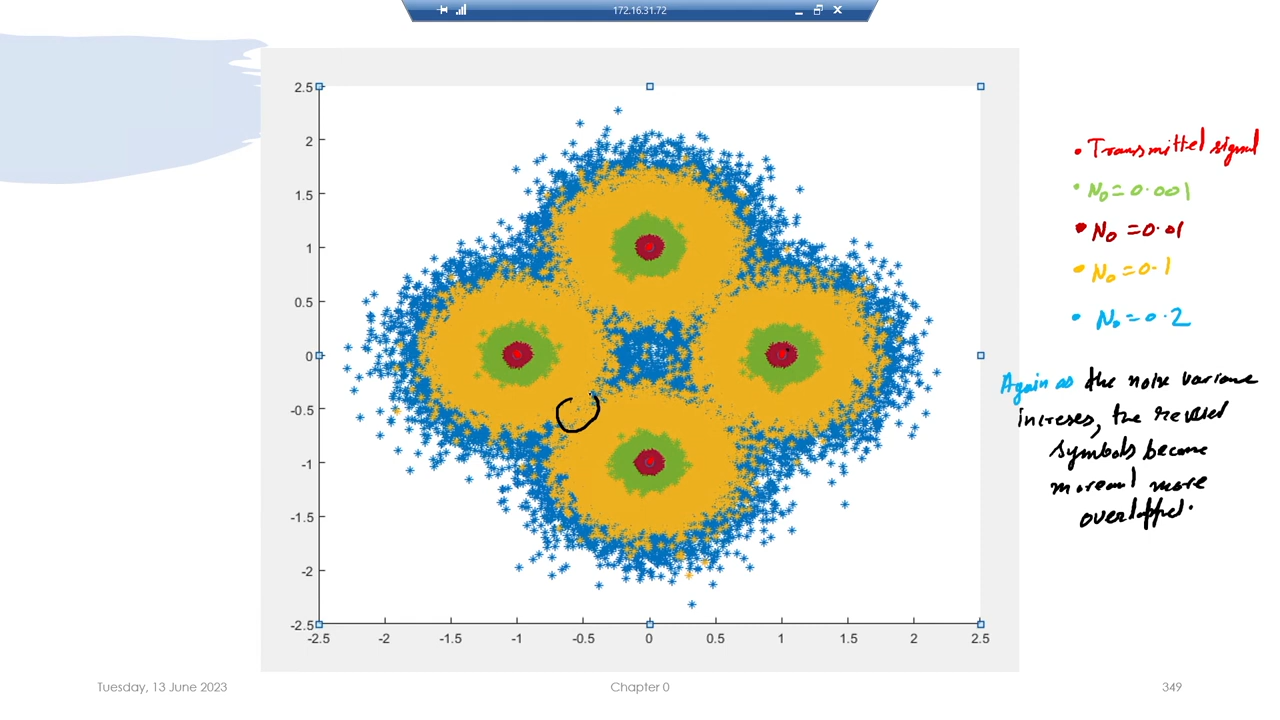 172.16.31.72
2.5
2
1.5
1
0.5
0
-0.5
-1
-1.5
-2
-2.5
-2.5 -2 -1.5 -1 -0.5 0 0.5 1 1.5 2 2.5
• Transmitted signal
• N₀ = 0.001
• N₀ = 0.01
• N₀ = 0.1
• N₀ = 0.2
Again as the noise variance
increses, the
symbols become
more and more
overlapped.
Tuesday, 13 June 2023 Chapter 0 349